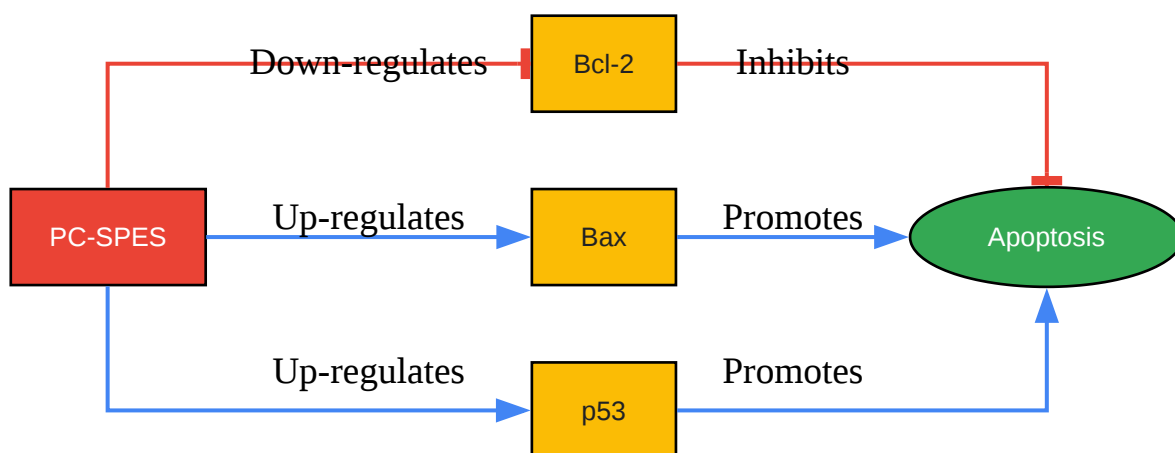 Down-regulates
Bcl-2
Inhibits
PC-SPES
Up-regulates
Bax
Promotes
Apoptosis
Up-regulates
p53
Promotes